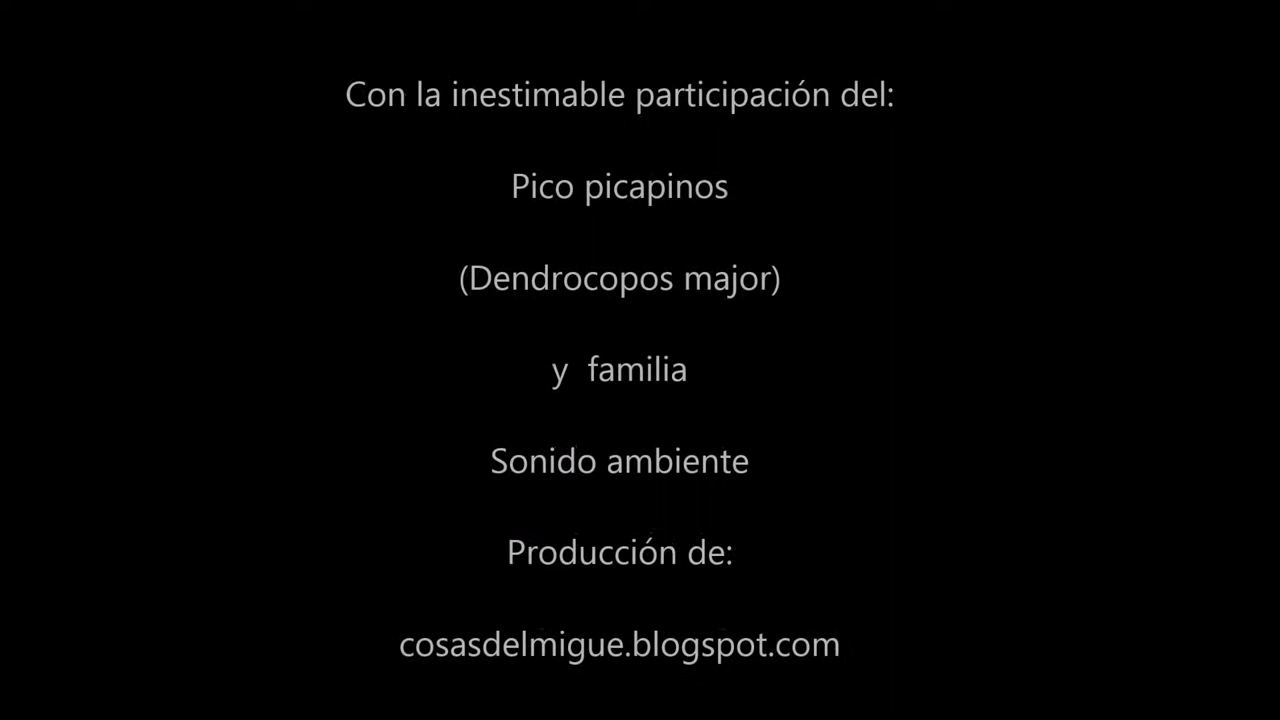 Con la inestimable participación del:
Pico picapinos
(Dendrocopos major)
y  familia
Sonido ambiente
Producción de:
cosasdelmigue.blogspot.com